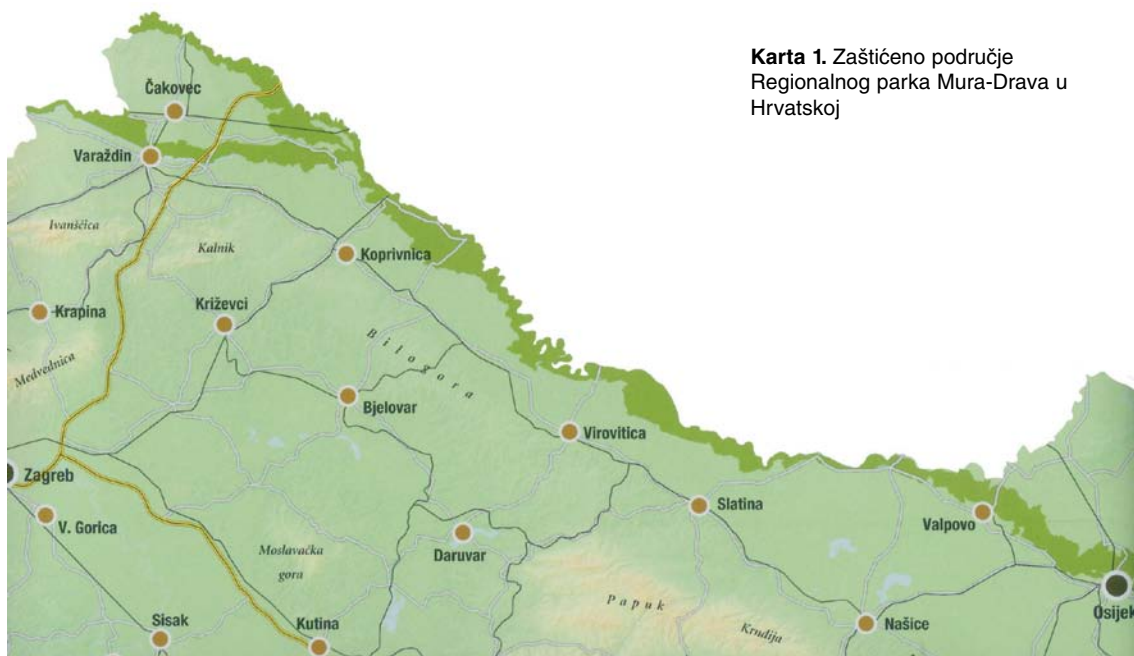 Karta 1. Zaštićeno područje
Regionalnog parka Mura-Drava u
Hrvatskoj
Čakovec
Varaždin
Ivanščica
Kalnik
Koprivnica
Krapina
Križevci
Medvednica
Bilogora
Bjelovar
Virovitica
Zagreb
Slatina
V. Gorica
Valpovo
Moslavačka
gora
Daruvar
Osijek
Papuk
Sisak
Kutina
Krndija
Našice